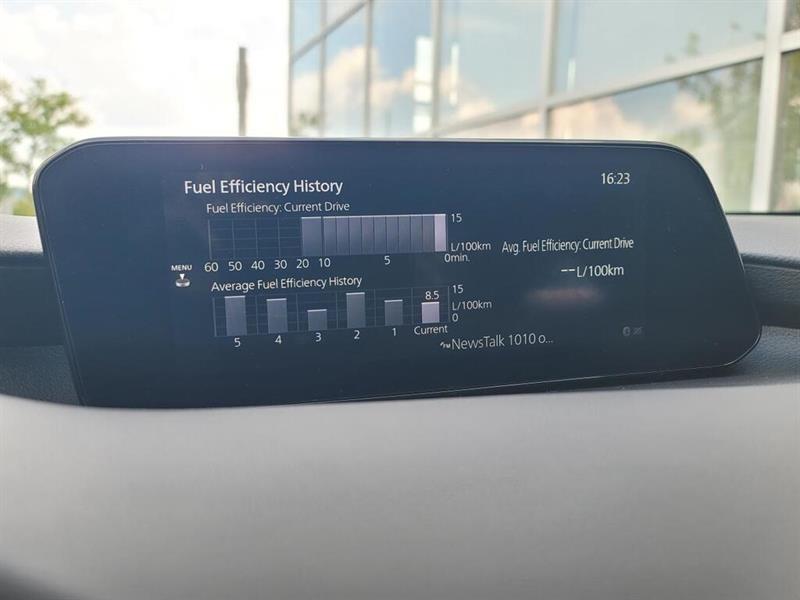 Fuel Efficiency History
16:23
Fuel Efficiency: Current Drive
15
L/100km
60 50 40 30 20 10 5 0min.
Avg. Fuel Efficiency: Current Drive
--L/100km
MENU
Average Fuel Efficiency History
8.5
15
L/100km
0
5 4 3 2 1 Current
FM NewsTalk 1010 o...